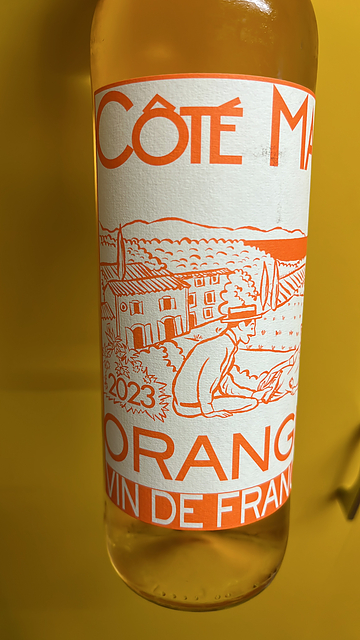 CÔTÉ MA
2023
ORANG
VIN DE FRAN